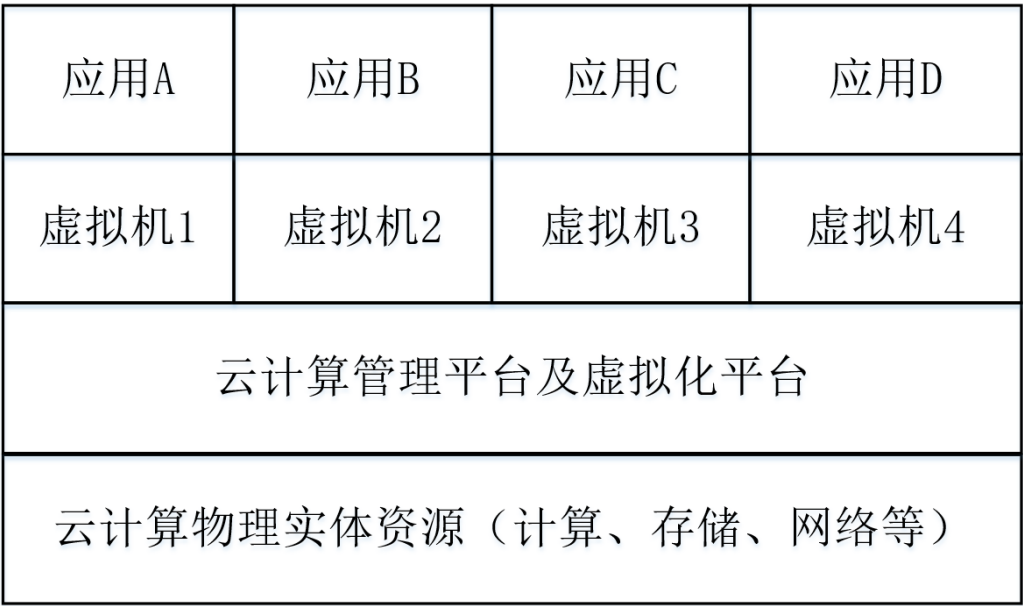 应用A 应用B 应用C 应用D
虚拟机1 虚拟机2 虚拟机3 虚拟机4
云计算管理平台及虚拟化平台
云计算物理实体资源（计算、存储、网络等）